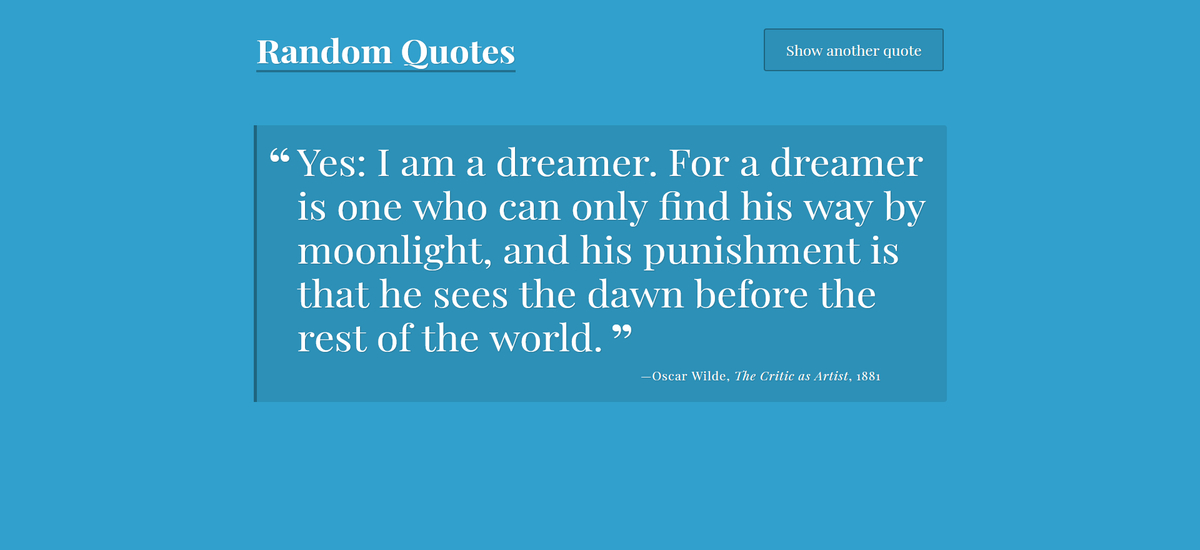 Random Quotes
Show another quote
“ Yes: I am a dreamer. For a dreamer
is one who can only find his way by
moonlight, and his punishment is
that he sees the dawn before the
rest of the world. ”
—Oscar Wilde, The Critic as Artist, 1881